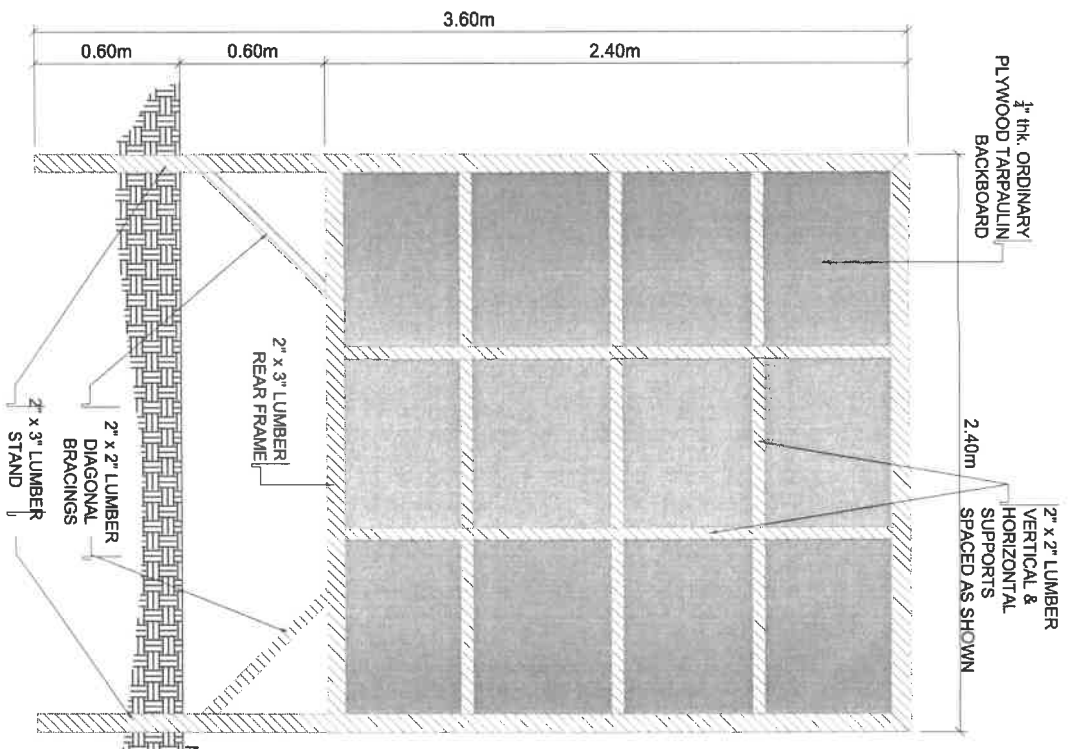 3.60m
0.60m
0.60m
2.40m
1/4" thk. ORDINARY
PLYWOOD TARPAULIN
BACKBOARD
2.40m
2" x 2" LUMBER
VERTICAL &
HORIZONTAL
SUPPORTS
SPACED AS SHOWN
2" x 3" LUMBER
REAR FRAME
2" x 2" LUMBER
DIAGONAL
BRACINGS
2" x 3" LUMBER
STAND